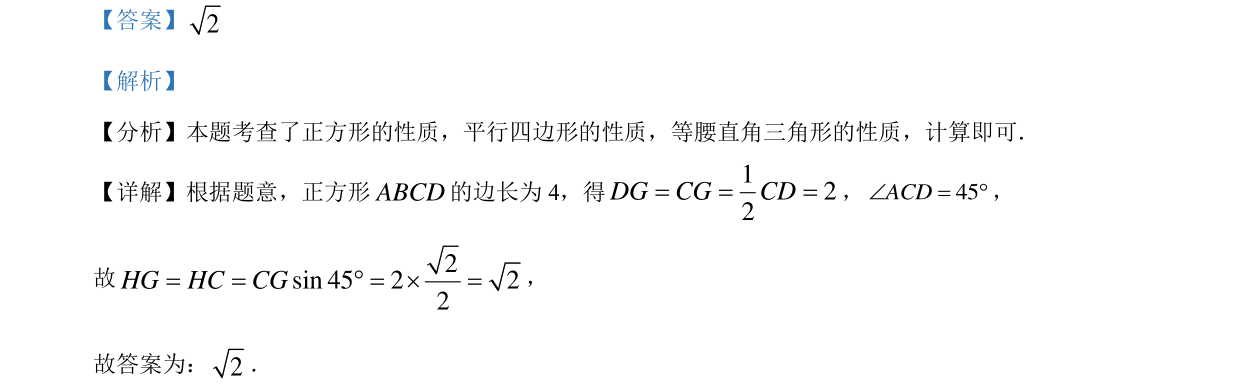 【答案】√2
【解析】
【分析】本题考查了正方形的性质，平行四边形的性质，等腰直角三角形的性质，计算即可．
【详解】根据题意，正方形 ABCD 的边长为 4，得 DG = CG = 1/2 CD = 2，∠ACD = 45°，
故 HG = HC = CG sin 45° = 2 × √2/2 = √2，
故答案为：√2．